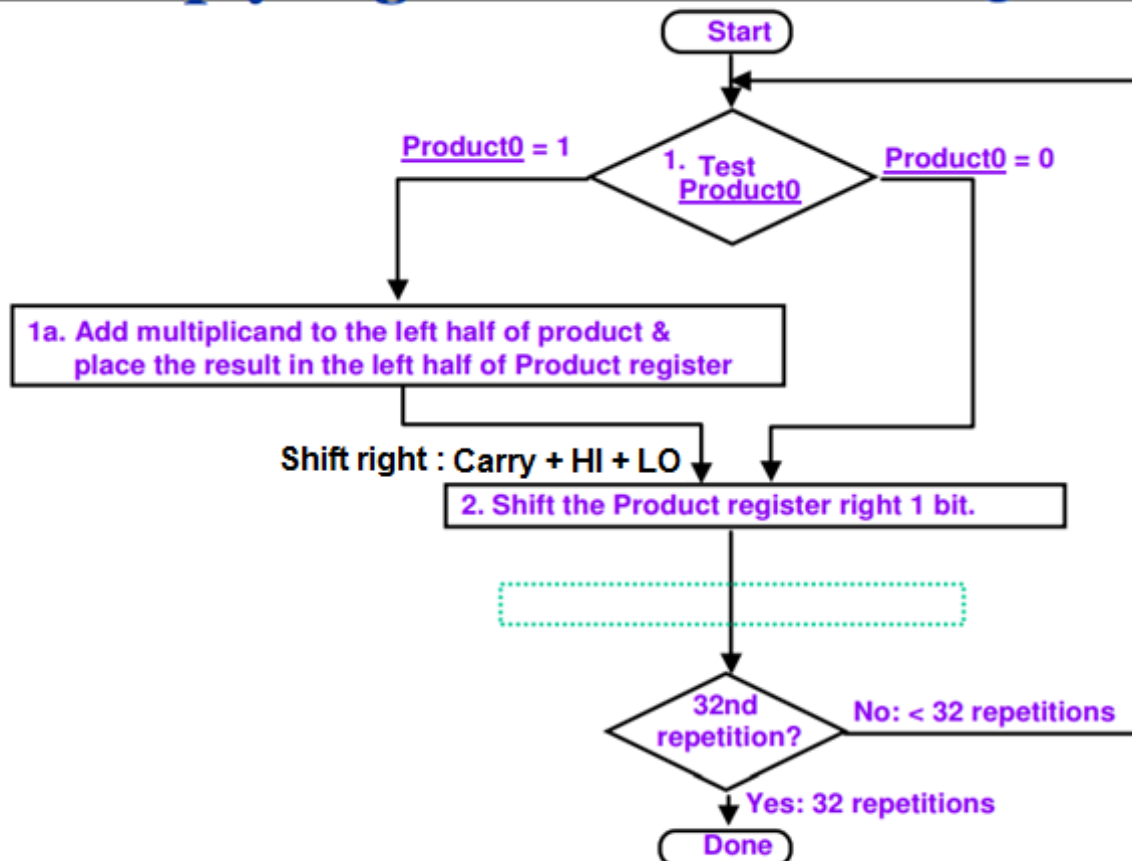 Start
Product0 = 1
1. Test
Product0
Product0 = 0
1a. Add multiplicand to the left half of product &
place the result in the left half of Product register
Shift right : Carry + HI + LO
2. Shift the Product register right 1 bit.
32nd
repetition?
No: < 32 repetitions
Yes: 32 repetitions
Done